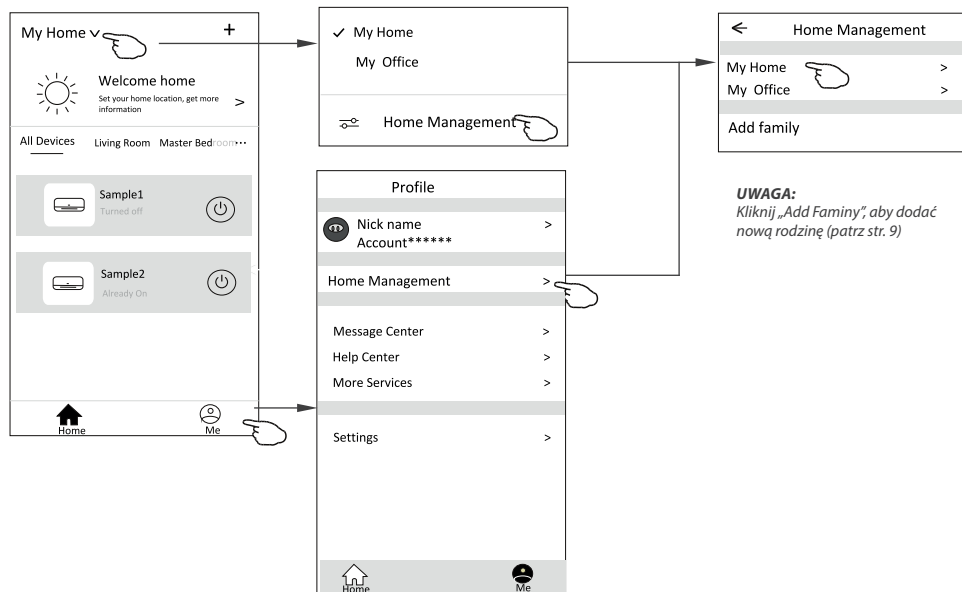 My Home
+
Welcome home
Set your home location, get more
information
>
All Devices Living Room Master Bedroom...
Sample1
Turned off
Sample2
Already On
Home
Me
✓ My Home
My Office
Home Management
Profile
Nick name >
Account******
Home Management >
Message Center >
Help Center >
More Services >
Settings >
Home
Me
Home Management
My Home >
My Office >
Add family
UWAGA:
Kliknij „Add Faminy”, aby dodać
nową rodzinę (patrz str. 9)